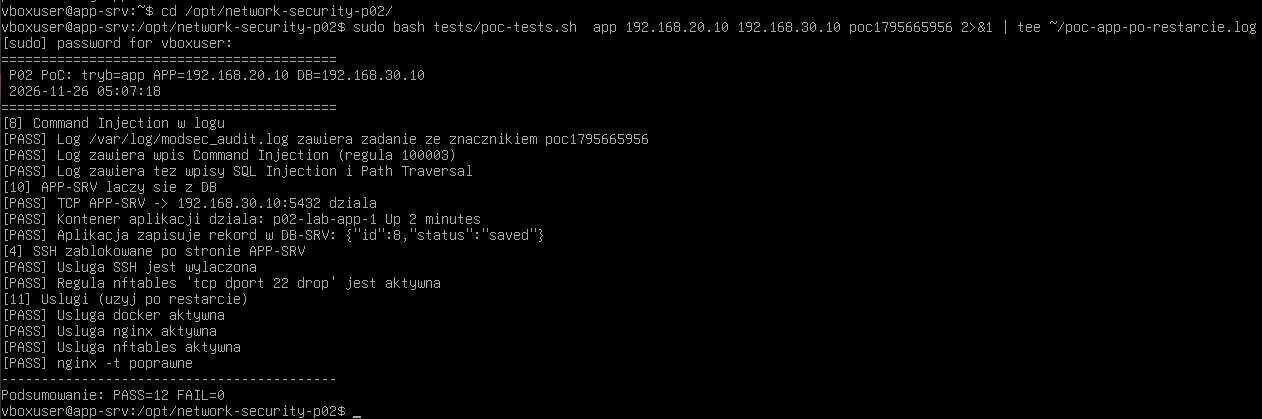 vboxuser@app-srv:~$ cd /opt/network-security-p02/
vboxuser@app-srv:/opt/network-security-p02$ sudo bash tests/poc-tests.sh  app 192.168.20.10 192.168.30.10 poc1795665956 2>&1 | tee ~/poc-app-po-restarcie.log
[sudo] password for vboxuser:
==========================================
 P02 PoC: tryb=app APP=192.168.20.10 DB=192.168.30.10
 2026-11-26 05:07:18
==========================================
[8] Command Injection w logu
[PASS] Log /var/log/modsec_audit.log zawiera zadanie ze znacznikiem poc1795665956
[PASS] Log zawiera wpis Command Injection (regula 100003)
[PASS] Log zawiera tez wpisy SQL Injection i Path Traversal
[10] APP-SRV laczy sie z DB
[PASS] TCP APP-SRV -> 192.168.30.10:5432 dziala
[PASS] Kontener aplikacji dziala: p02-lab-app-1 Up 2 minutes
[PASS] Aplikacja zapisuje rekord w DB-SRV: {"id":8,"status":"saved"}
[4] SSH zablokowane po stronie APP-SRV
[PASS] Usluga SSH jest wylaczona
[PASS] Regula nftables 'tcp dport 22 drop' jest aktywna
[11] Uslugi (uzyj po restarcie)
[PASS] Usluga docker aktywna
[PASS] Usluga nginx aktywna
[PASS] Usluga nftables aktywna
[PASS] nginx -t poprawne
------------------------------------------
Podsumowanie: PASS=12 FAIL=0
vboxuser@app-srv:/opt/network-security-p02$ _